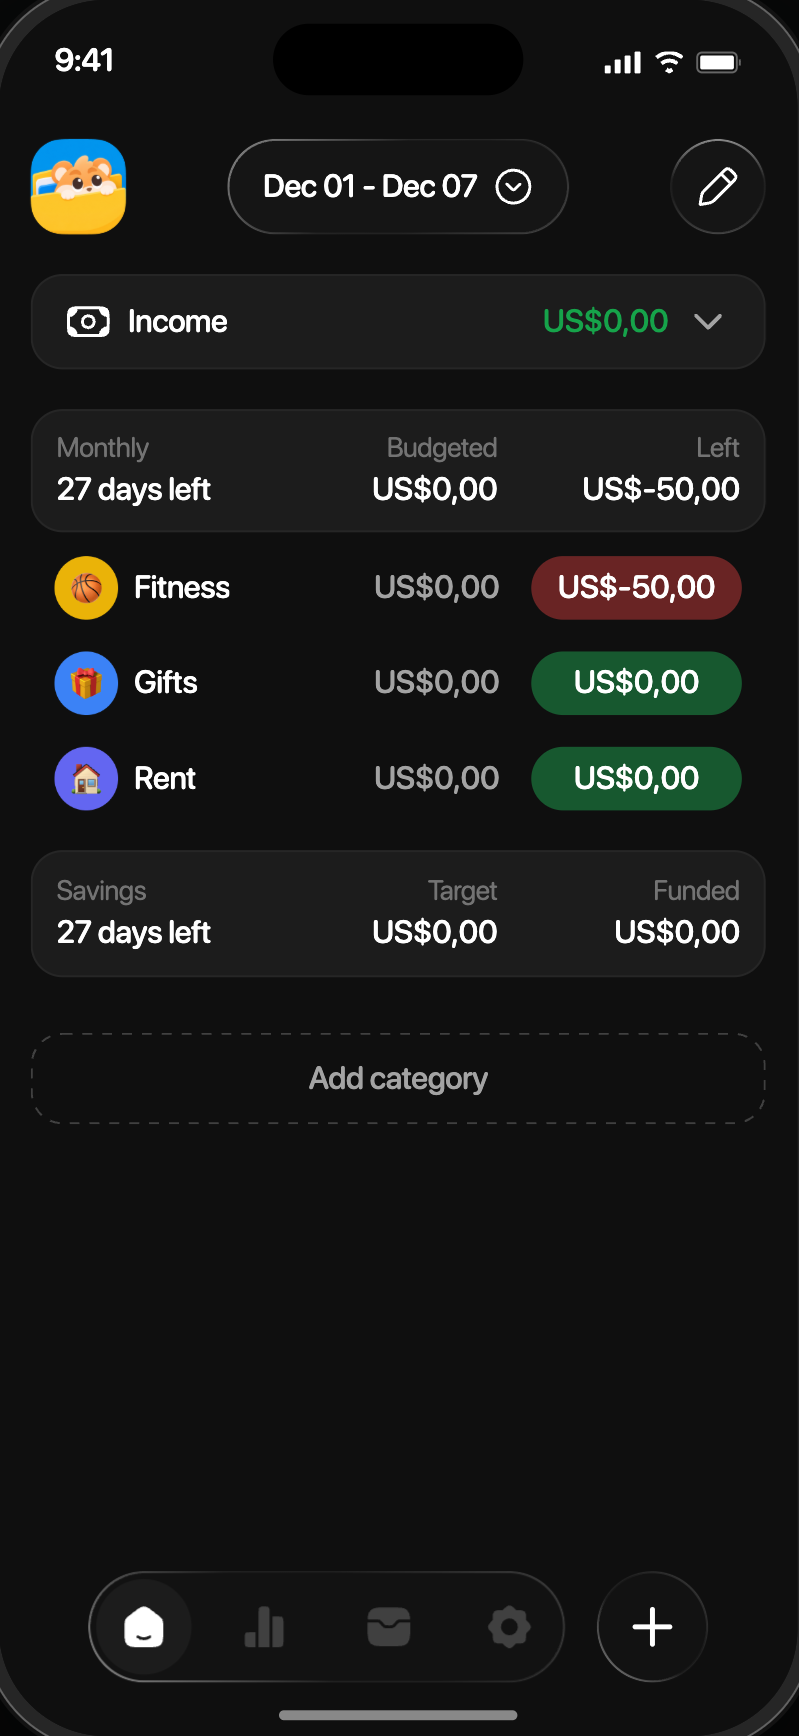 9:41
Dec 01 - Dec 07
Income US$0,00
Monthly Budgeted Left
27 days left US$0,00 US$-50,00
Fitness US$0,00 US$-50,00
Gifts US$0,00 US$0,00
Rent US$0,00 US$0,00
Savings Target Funded
27 days left US$0,00 US$0,00
Add category